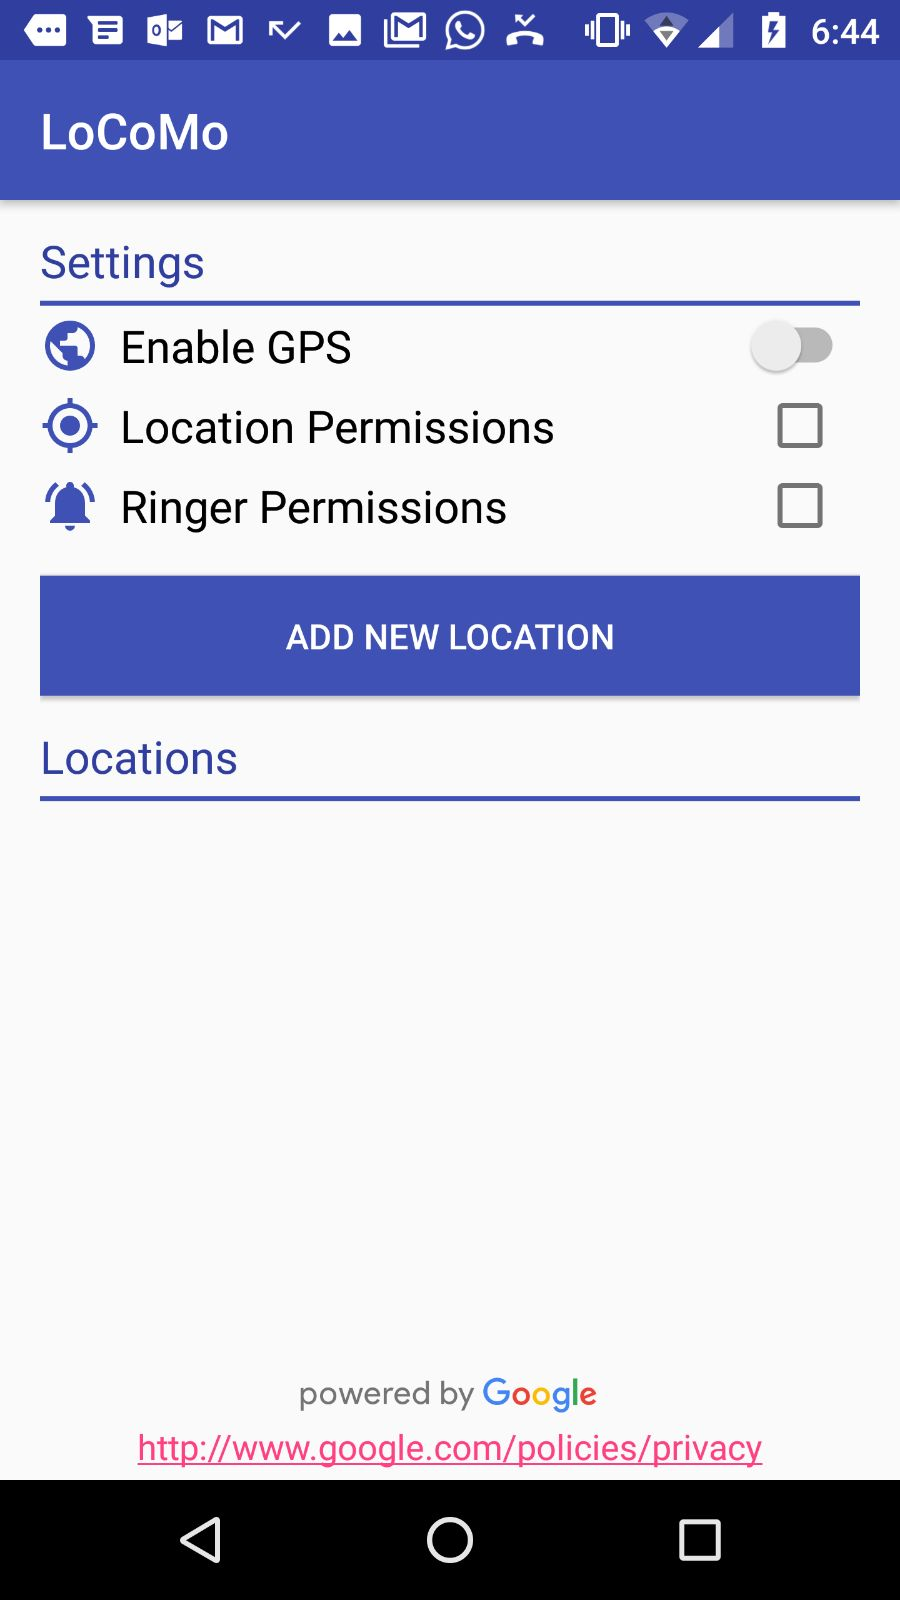 6:44
LoCoMo
Settings
Enable GPS
Location Permissions
Ringer Permissions
ADD NEW LOCATION
Locations
powered by Google
http://www.google.com/policies/privacy